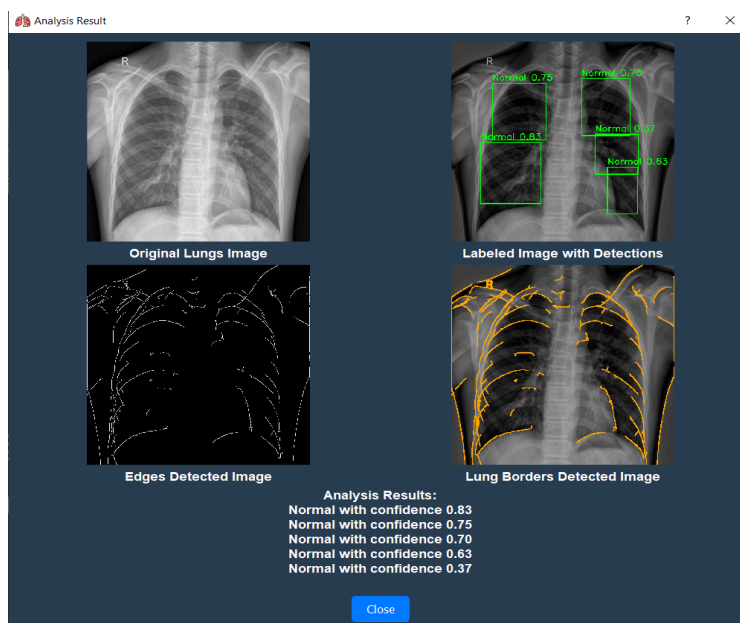 Analysis Result
?
R
R
Normal 0.75
Normal 0.70
Normal 0.37
Normal 0.83
Normal 0.63
Original Lungs Image
Labeled Image with Detections
R
Edges Detected Image
Lung Borders Detected Image
Analysis Results:
Normal with confidence 0.83
Normal with confidence 0.75
Normal with confidence 0.70
Normal with confidence 0.63
Normal with confidence 0.37
Close